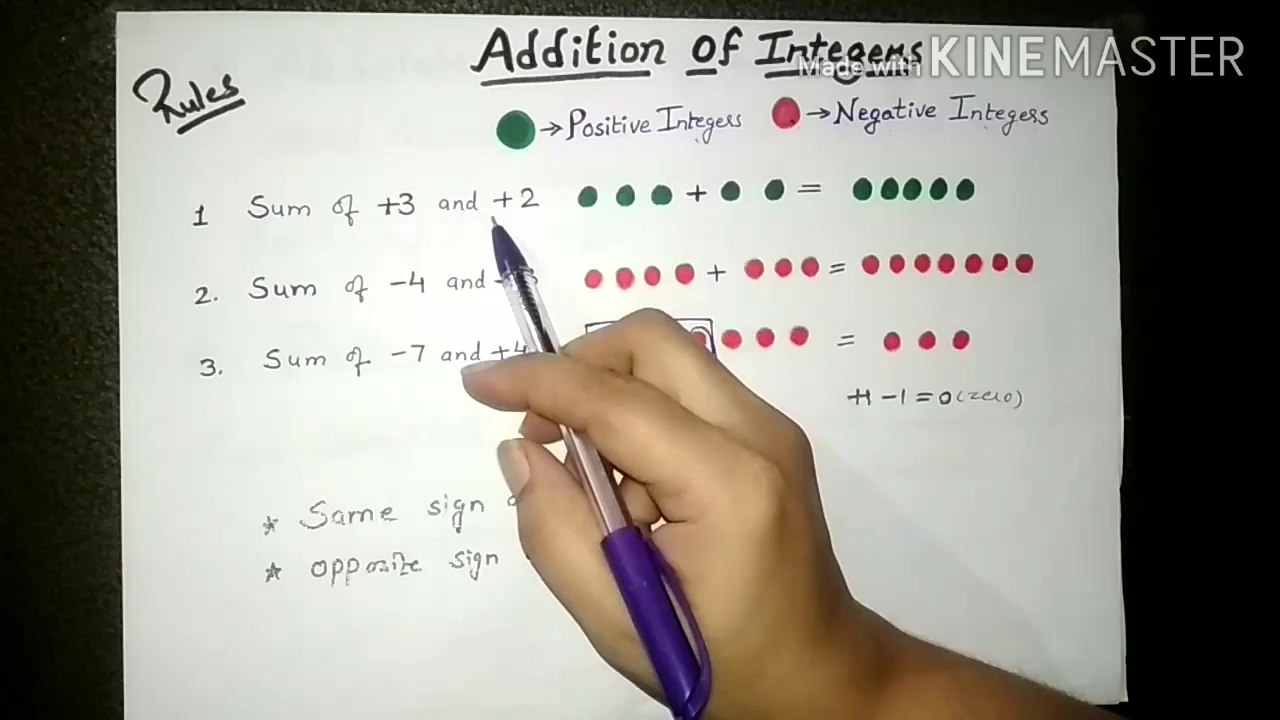 Addition of Integers
Made with KINEMASTER
Rules
→ Positive Integers → Negative Integers
1 Sum of +3 and +2 + =
2. Sum of -4 and + =
3. Sum of -7 and +4 =
+1 -1 = 0 (zero)
* Same sign
* opposite sign